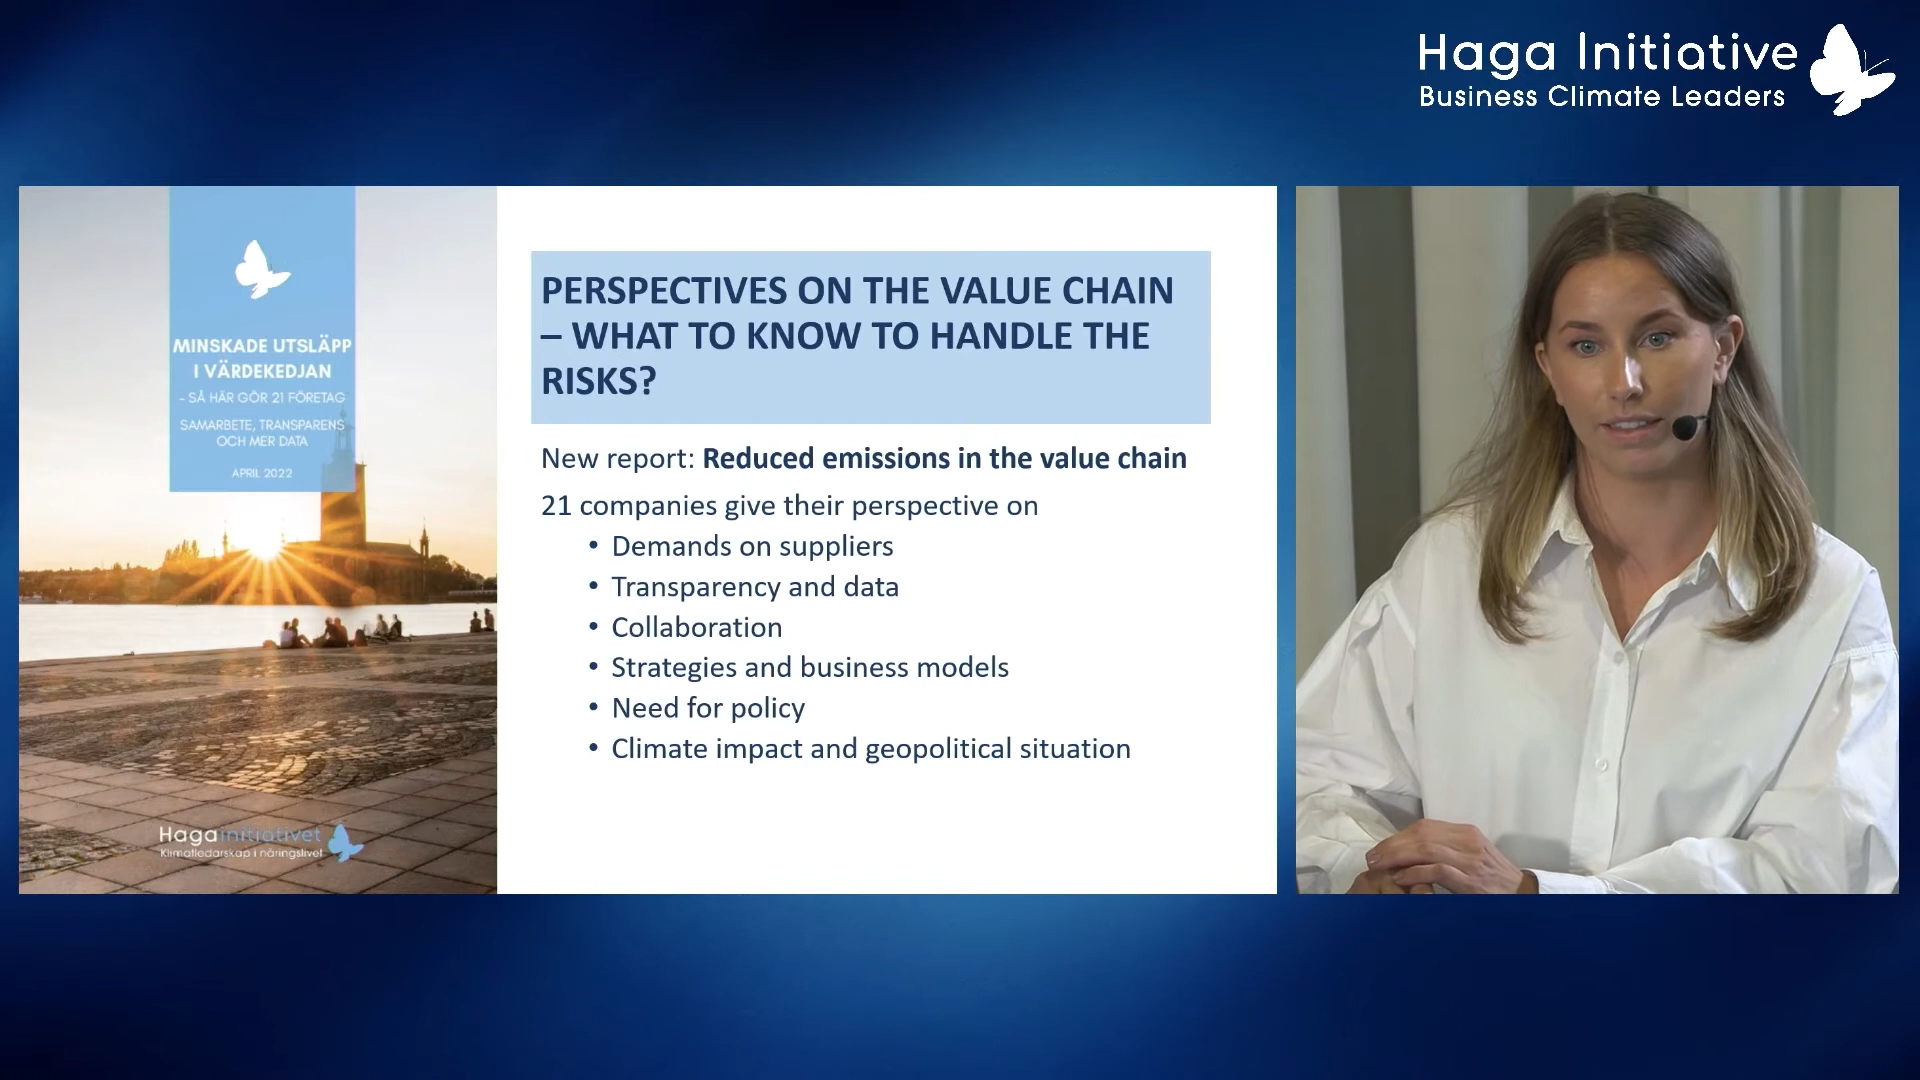 Haga Initiative
Business Climate Leaders
MINSKADE UTSLÄPP
I VÄRDEKEDJAN
– SÅ HÄR GÖR 21 FÖRETAG
SAMARBETE, TRANSPARENS
OCH MER DATA
APRIL 2022
Hagainitiativet
Klimatledarskap i näringslivet
PERSPECTIVES ON THE VALUE CHAIN
– WHAT TO KNOW TO HANDLE THE
RISKS?
New report: Reduced emissions in the value chain
21 companies give their perspective on
• Demands on suppliers
• Transparency and data
• Collaboration
• Strategies and business models
• Need for policy
• Climate impact and geopolitical situation